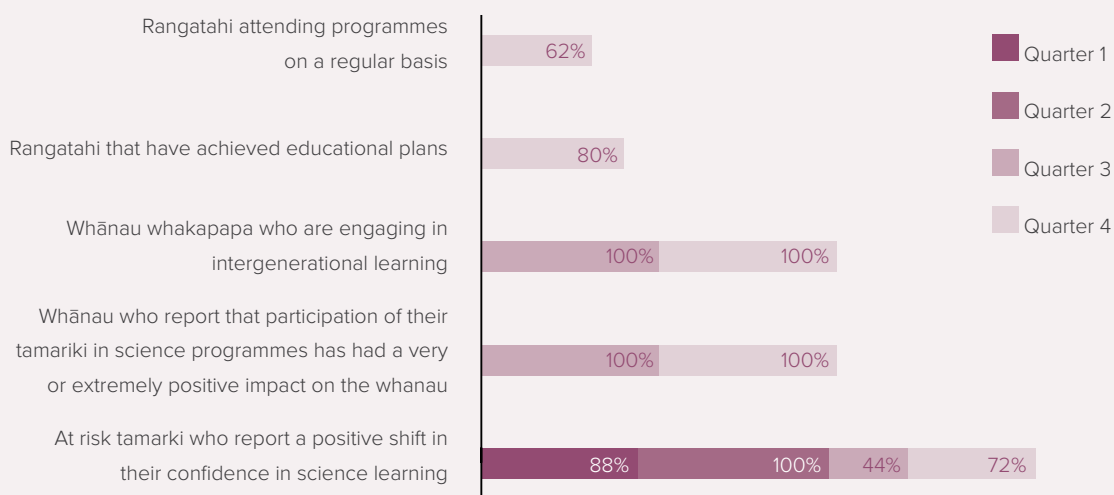 Rangatahi attending programmes
on a regular basis
62%
Rangatahi that have achieved educational plans
80%
Whānau whakapapa who are engaging in
intergenerational learning
100% 100%
Whānau who report that participation of their
tamariki in science programmes has had a very
or extremely positive impact on the whanau
100% 100%
At risk tamarki who report a positive shift in
their confidence in science learning
88% 100% 44% 72%
Quarter 1
Quarter 2
Quarter 3
Quarter 4